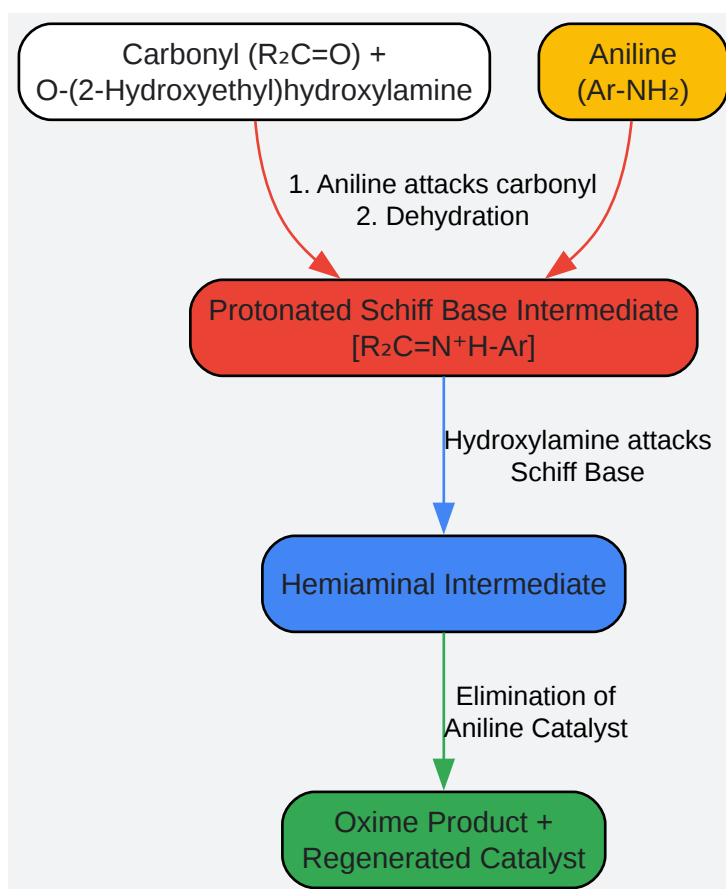 Carbonyl (R₂C=O) +
O-(2-Hydroxyethyl)hydroxylamine
Aniline
(Ar-NH₂)
1. Aniline attacks carbonyl
2. Dehydration
Protonated Schiff Base Intermediate
[R₂C=N⁺H-Ar]
Hydroxylamine attacks
Schiff Base
Hemiaminal Intermediate
Elimination of
Aniline Catalyst
Oxime Product +
Regenerated Catalyst